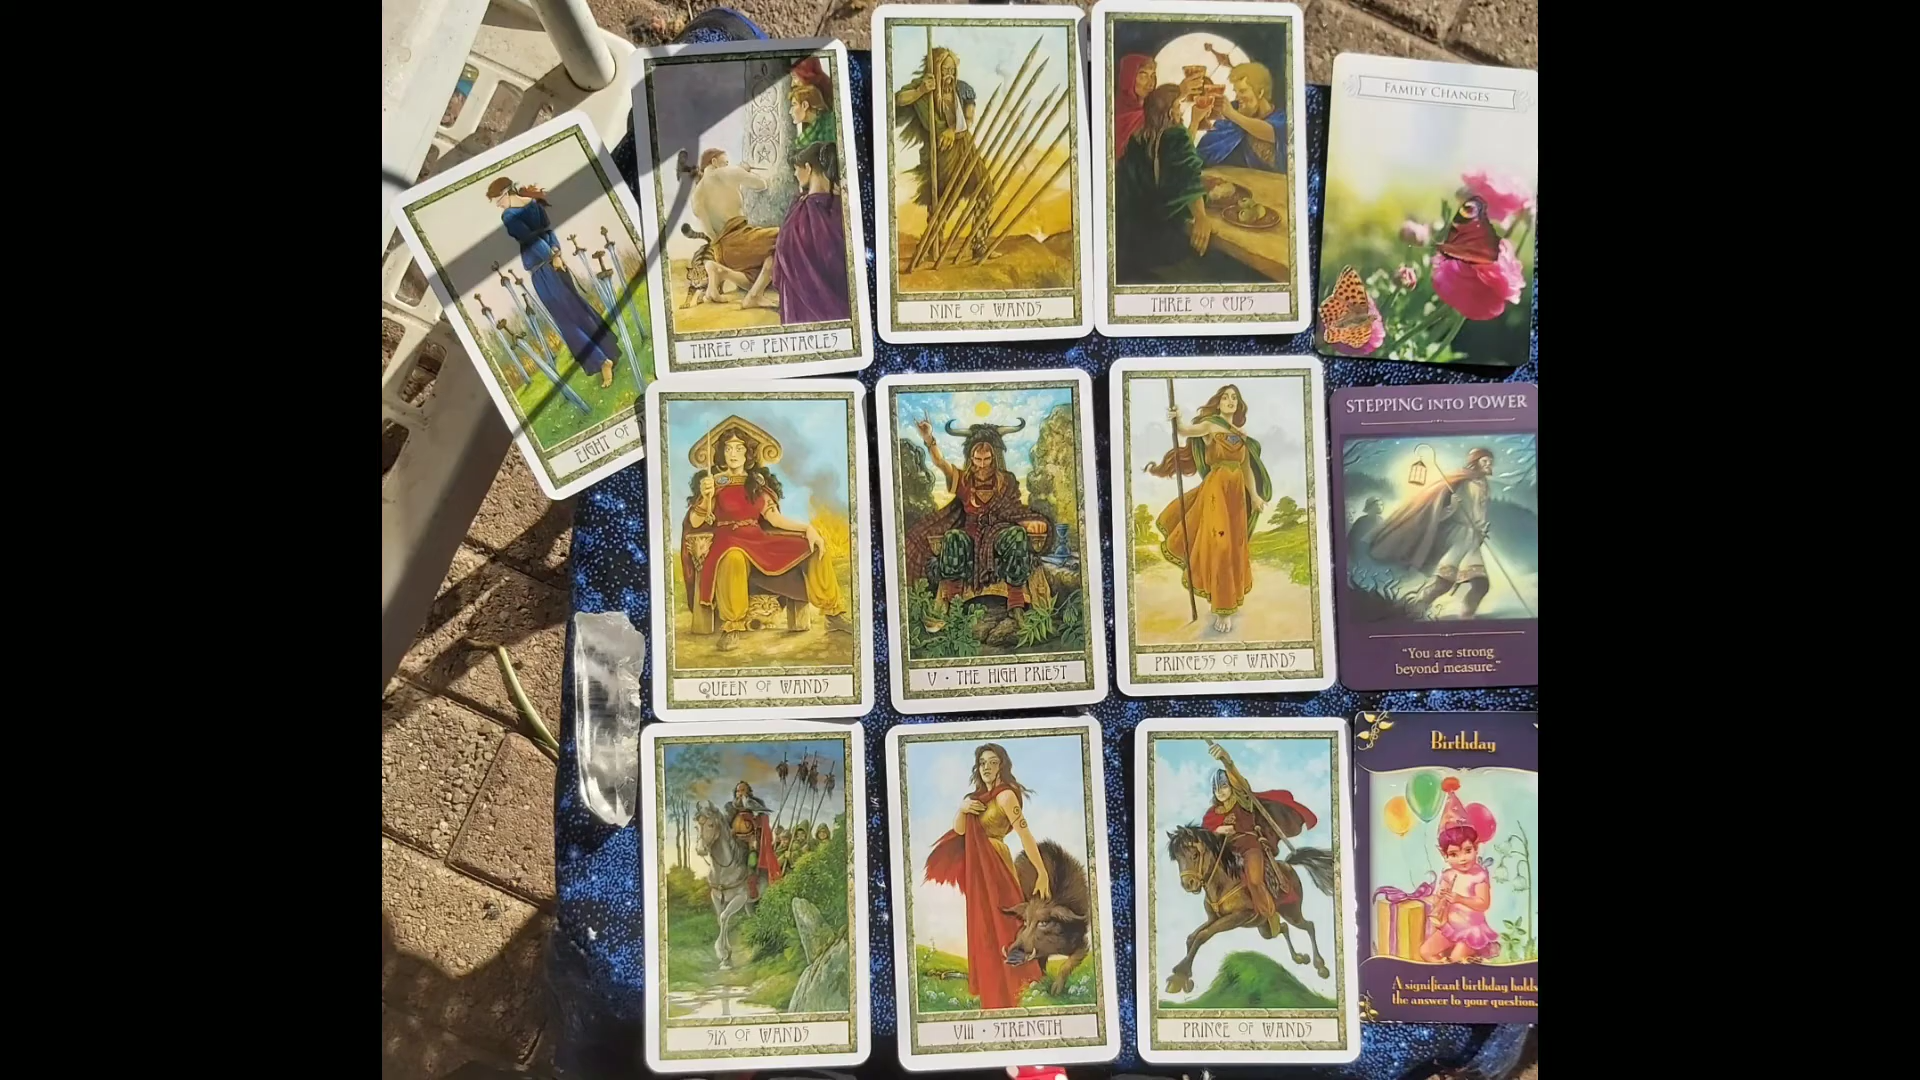 FAMILY CHANGES
THREE OF PENTACLES
NINE OF WANDS
THREE OF CUPS
EIGHT OF
STEPPING INTO POWER
"You are strong
beyond measure."
QUEEN OF WANDS
V • THE HIGH PRIEST
PRINCESS OF WANDS
Birthday
A significant birthday holds
the answer to your question.
SIX OF WANDS
VIII • STRENGTH
PRINCE OF WANDS